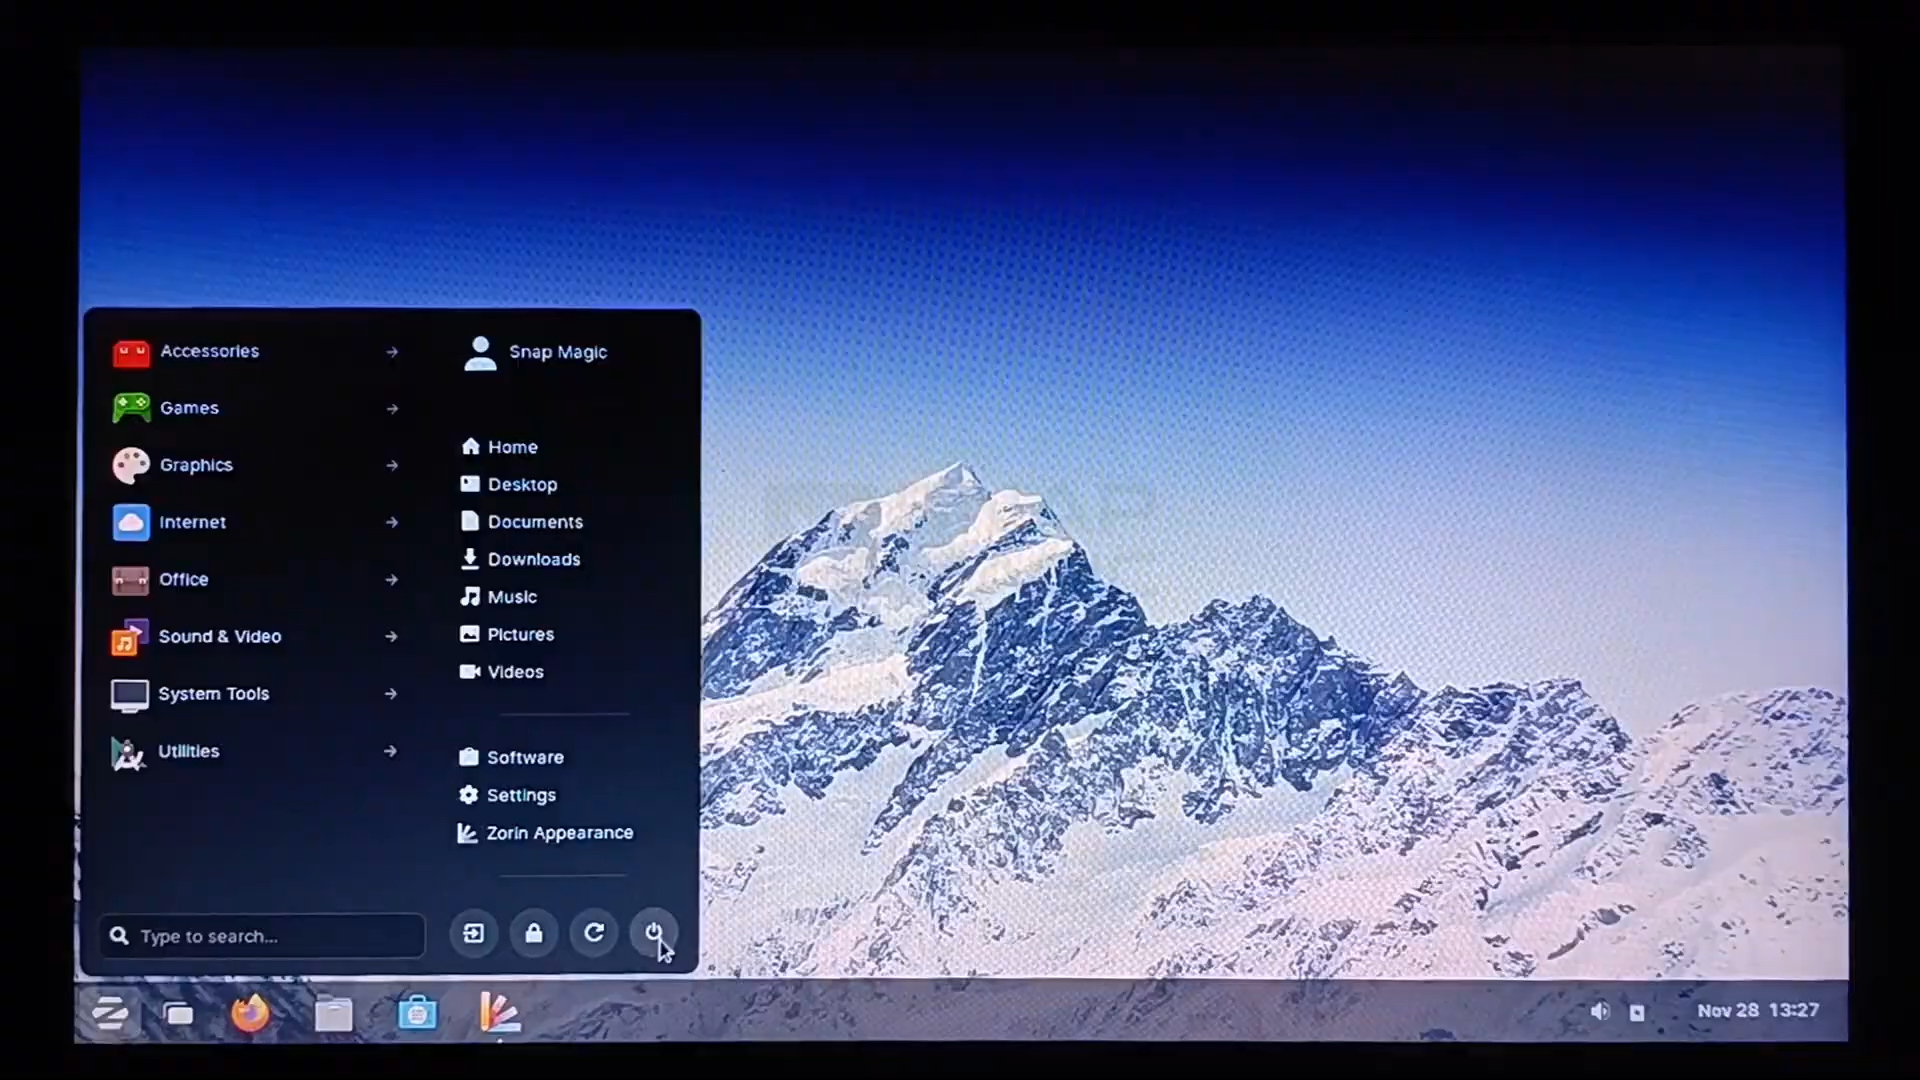 Accessories
Games
Graphics
Internet
Office
Sound & Video
System Tools
Utilities
Type to search...
Snap Magic
Home
Desktop
Documents
Downloads
Music
Pictures
Videos
Software
Settings
Zorin Appearance
Nov 28 13:27